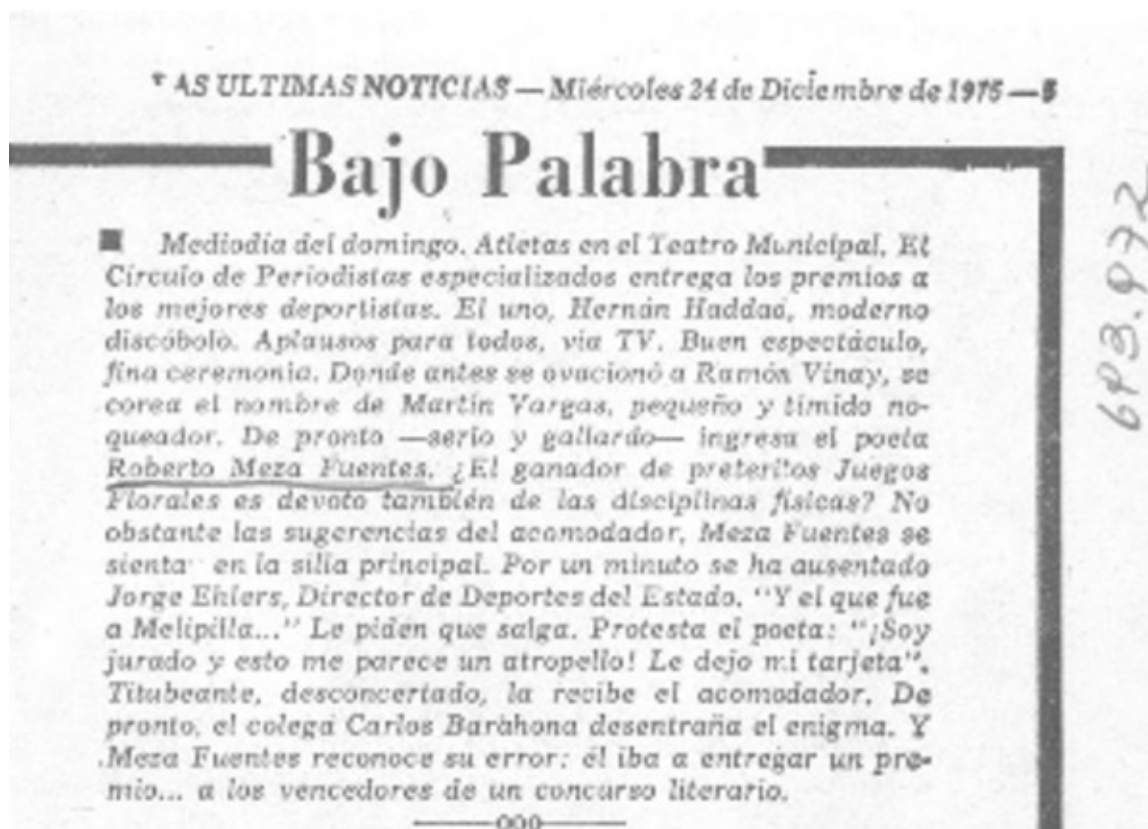 AS ULTIMAS NOTICIAS — Miércoles 24 de Diciembre de 1975 — 5
Bajo Palabra
Mediodía del domingo. Atletas en el Teatro Municipal. El
Círculo de Periodistas especializados entrega los premios a
los mejores deportistas. El uno, Hernán Haddad, moderno
discóbolo. Aplausos para todos, via TV. Buen espectáculo,
fina ceremonia. Donde antes se ovacionó a Ramón Vinay, se
corea el nombre de Martín Vargas, pequeño y tímido no-
queador. De pronto —serio y gallardo— ingresa el poeta
Roberto Meza Fuentes. ¿El ganador de preteritos Juegos
Florales es devoto también de las disciplinas físicas? No
obstante las sugerencias del acomodador, Meza Fuentes se
sienta en la silla principal. Por un minuto se ha ausentado
Jorge Ehlers, Director de Deportes del Estado. "Y el que fue
a Melipilla..." Le piden que salga. Protesta el poeta: "¡Soy
jurado y esto me parece un atropello! Le dejo mi tarjeta".
Titubeante, desconcertado, la recibe el acomodador. De
pronto, el colega Carlos Barahona desentraña el enigma. Y
Meza Fuentes reconoce su error: él iba a entregar un pre-
mio... a los vencedores de un concurso literario.
——ooo——
693.972